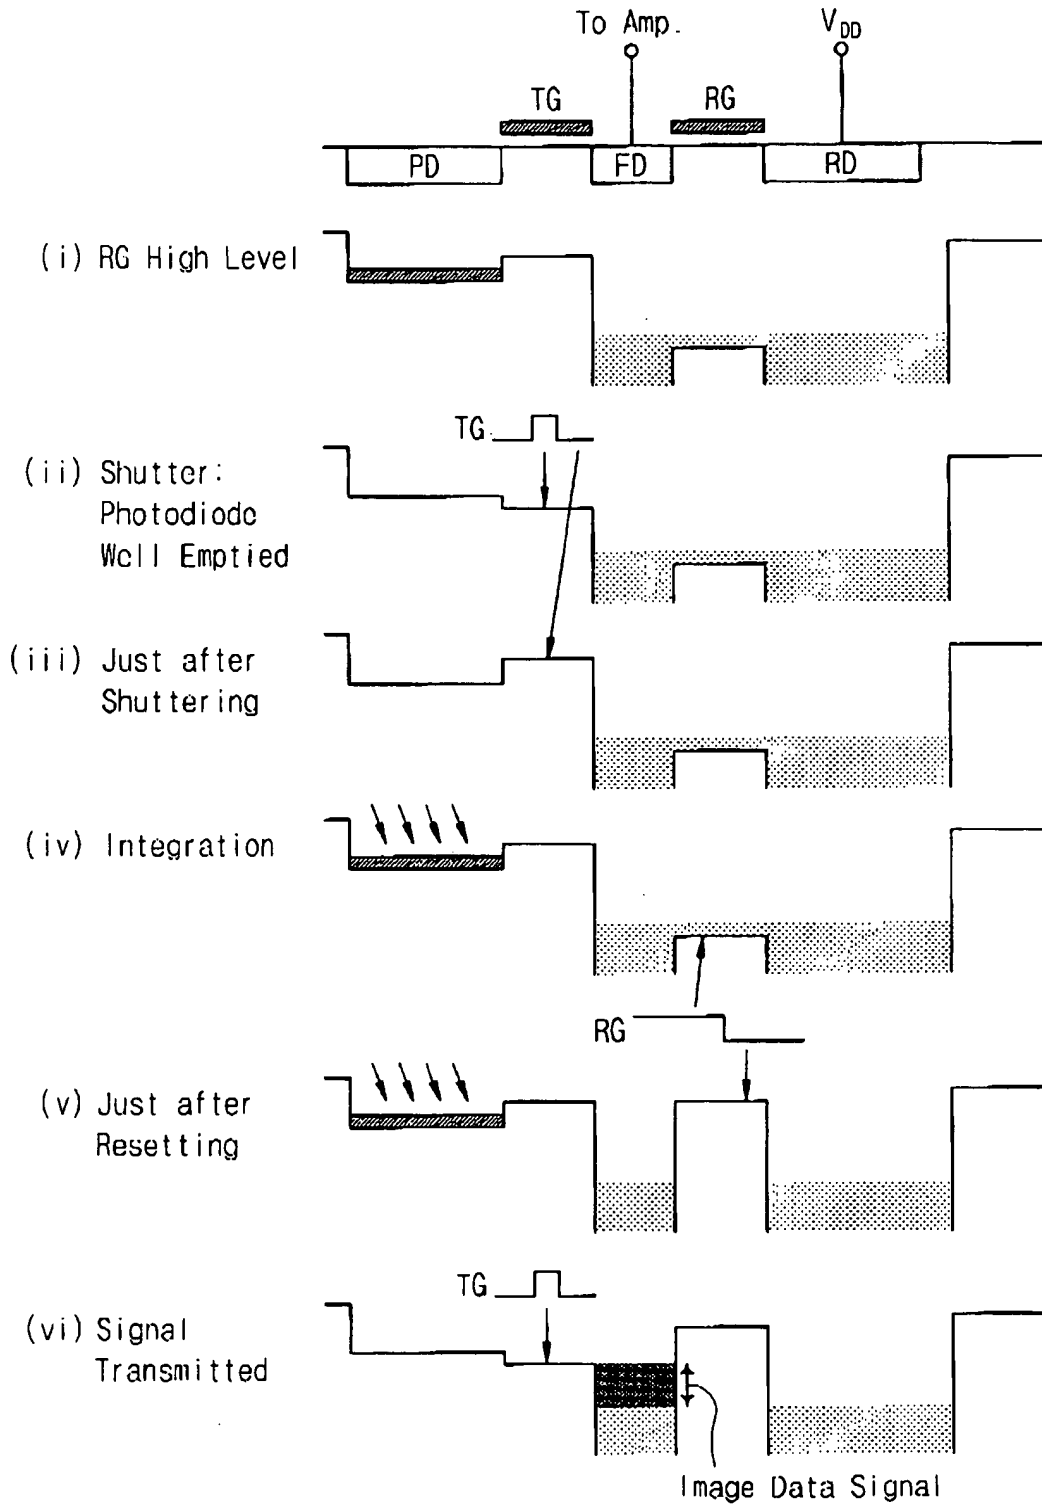 To Amp.
V_DD
TG
RG
PD
FD
RD
(i) RG High Level
TG
(ii) Shutter:
Photodiode
Well Emptied
(iii) Just after
Shuttering
(iv) Integration
RG
(v) Just after
Resetting
TG
(vi) Signal
Transmitted
Image Data Signal